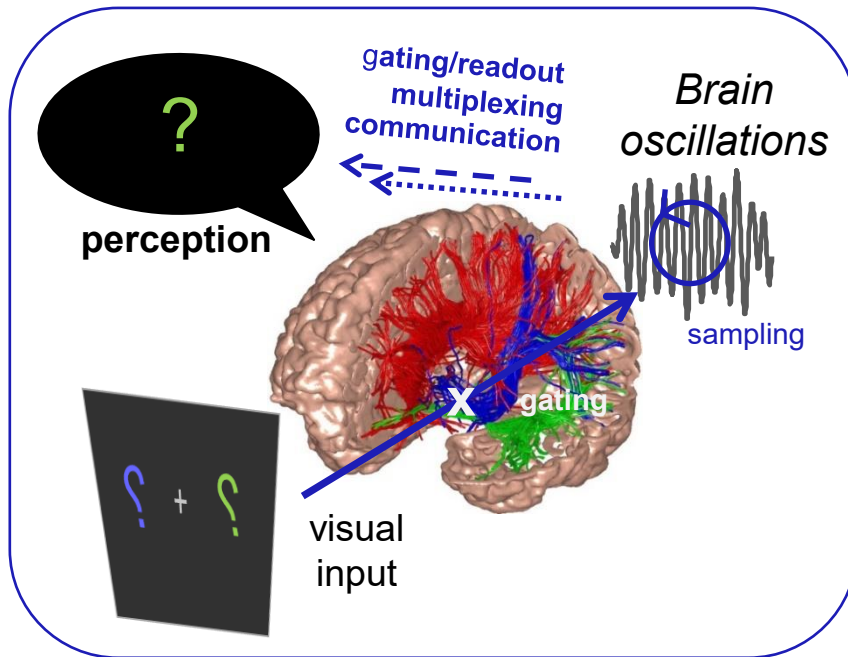 gating/readout
multiplexing
communication
Brain
oscillations
?
perception
sampling
X
gating
? + ?
visual
input